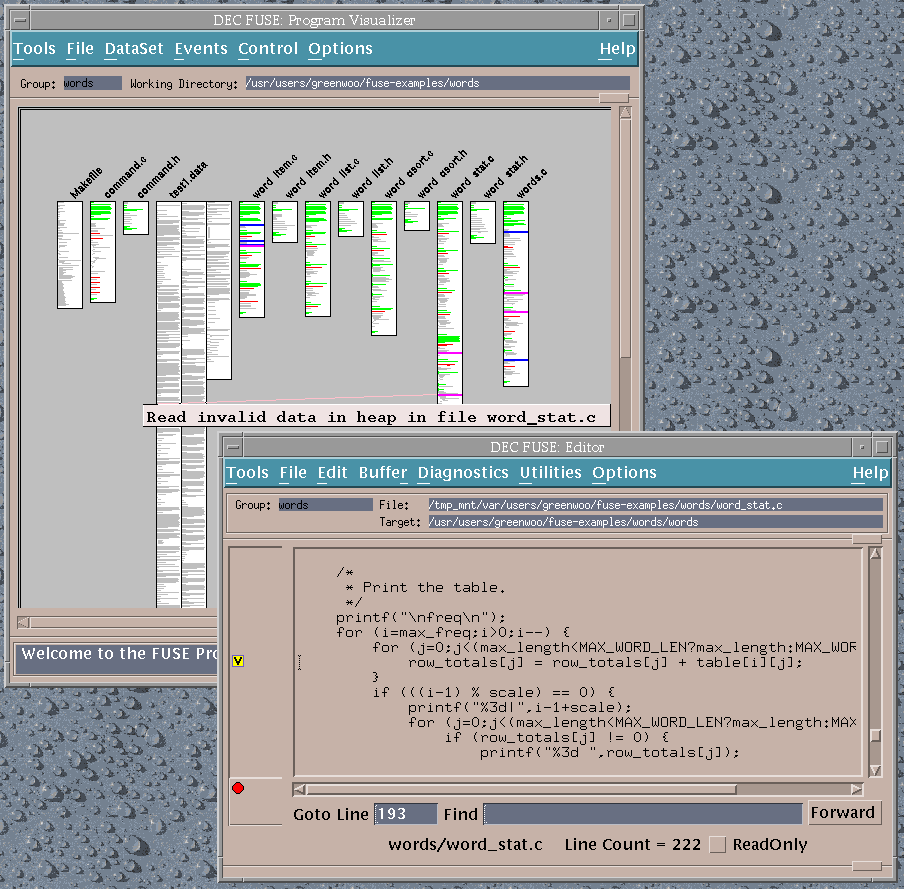 DEC FUSE: Program Visualizer
Tools File DataSet Events Control Options Help
Group: words Working Directory: /usr/users/greenwoo/fuse-examples/words
Makefile command.c command.h test1.data word_item.c word_item.h word_list.c word_list.h word_qsort.c word_qsort.h word_stat.c word_stat.h words.c
Read invalid data in heap in file word_stat.c
Welcome to the FUSE Pro
DEC FUSE: Editor
Tools File Edit Buffer Diagnostics Utilities Options Help
Group: words File: /tmp_mnt/var/users/greenwoo/fuse-examples/words/word_stat.c
Target: /usr/users/greenwoo/fuse-examples/words/words
/*
* Print the table.
*/
printf("\nfreq\n");
for (i=max_freq;i>0;i--) {
for (j=0;j<(max_length<MAX_WORD_LEN?max_length:MAX_WOR
row_totals[j] = row_totals[j] + table[i][j];
}
if (((i-1) % scale) == 0) {
printf("%3d|",i-1+scale);
for (j=0;j<(max_length<MAX_WORD_LEN?max_length:MAX
if (row_totals[j] != 0) {
printf("%3d ",row_totals[j]);
V
Goto Line 193 Find Forward
words/word_stat.c Line Count = 222 ReadOnly